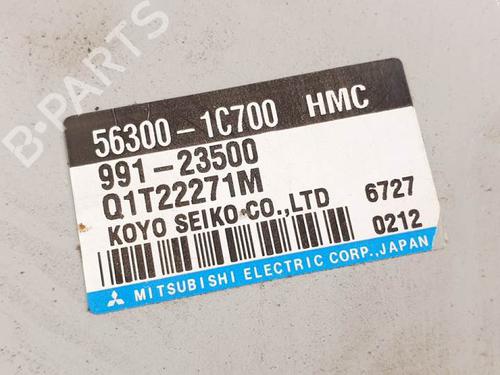 B-PARTS
56300-1C700 HMC
991-23500
Q1T22271M
KOYO SEIKO CO.,LTD 6727
0212
MITSUBISHI ELECTRIC CORP., JAPAN